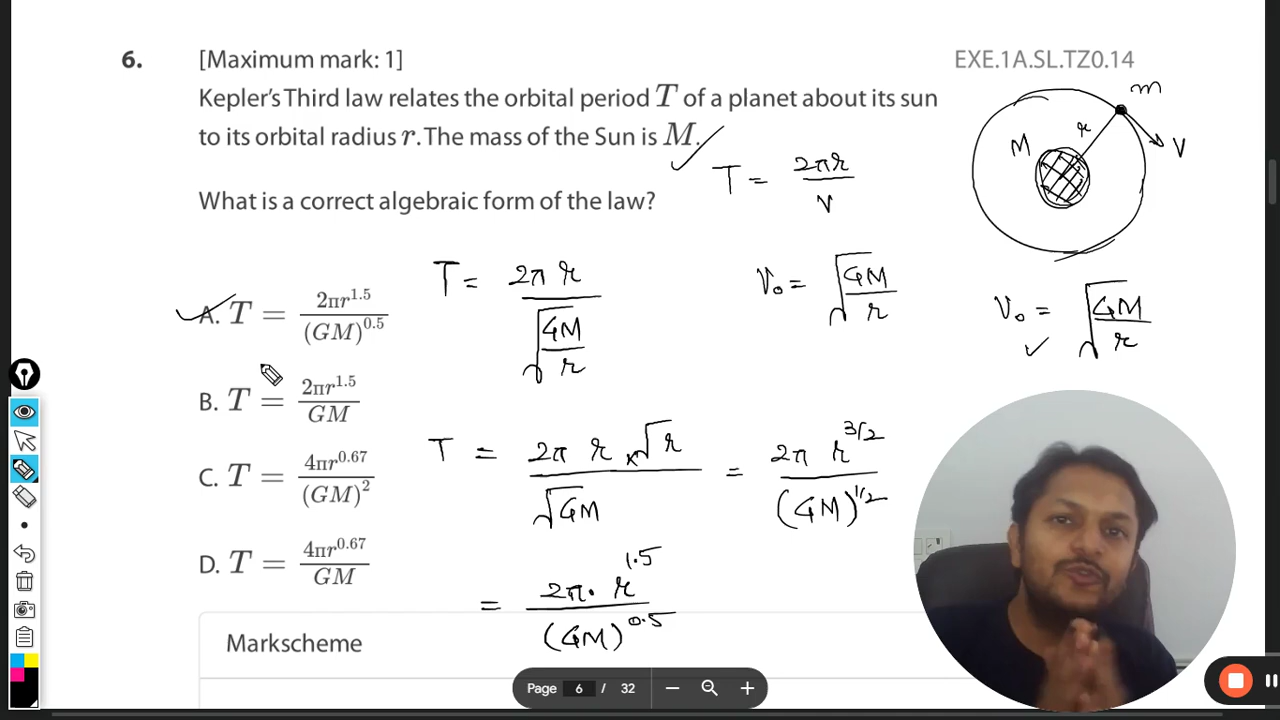 6. [Maximum mark: 1] EXE.1A.SL.TZ0.14
Kepler's Third law relates the orbital period T of a planet about its sun
to its orbital radius r. The mass of the Sun is M.
What is a correct algebraic form of the law?
A. T = 2πr^1.5 / (GM)^0.5
B. T = 2πr^1.5 / GM
C. T = 4πr^0.67 / (GM)^2
D. T = 4πr^0.67 / GM
m
r
M
V
T = 2πr / V
T = 2π r / √(GM / r)
V₀ = √(GM / r)
V₀ = √(GM / r)
T = 2π r × √r / √GM = 2π r^3/2 / (GM)^1/2
= 2π · r^1.5 / (GM)^0.5
Markscheme
Page 6 / 32